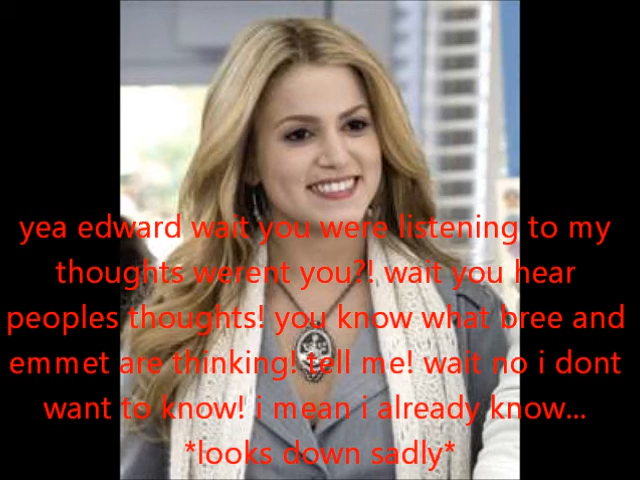 yea edward wait you were listening to my
thoughts werent you?! wait you hear
peoples thoughts! you know what bree and
emmet are thinking! tell me! wait no i dont
want to know! i mean i already know...
*looks down sadly*